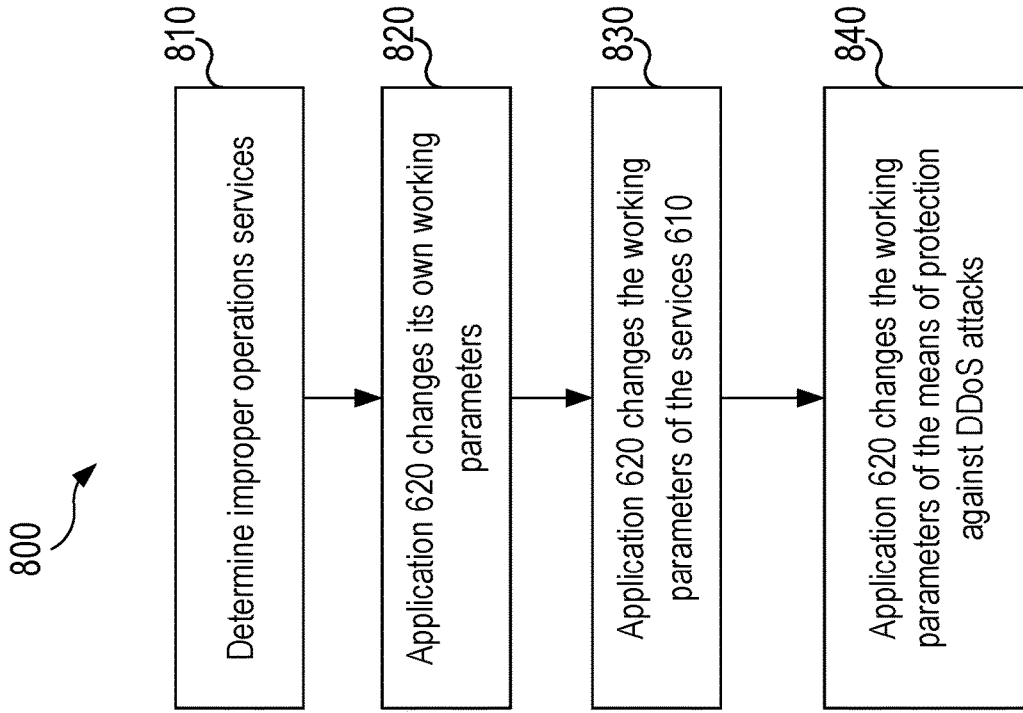 800
810
Determine improper operations services
820
Application 620 changes its own working
parameters
830
Application 620 changes the working
parameters of the services 610
840
Application 620 changes the working
parameters of the means of protection
against DDoS attacks